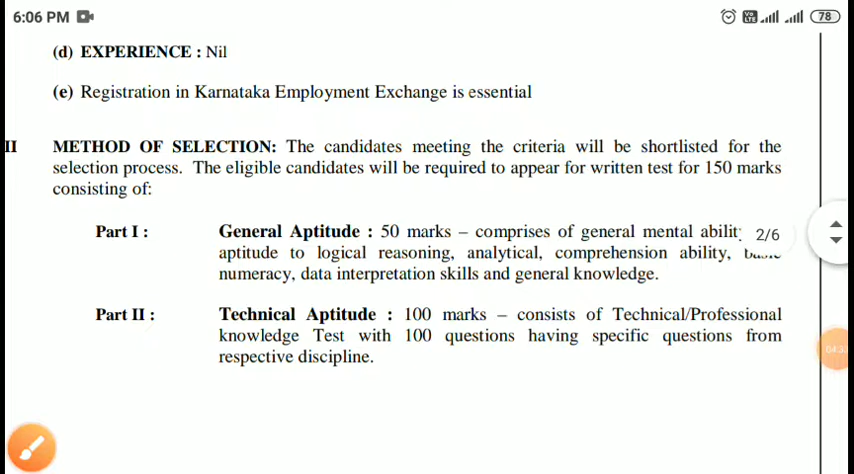 6:06 PM
Vo LTE
78
(d) EXPERIENCE : Nil
(e) Registration in Karnataka Employment Exchange is essential
II METHOD OF SELECTION: The candidates meeting the criteria will be shortlisted for the
selection process. The eligible candidates will be required to appear for written test for 150 marks
consisting of:
Part I : General Aptitude : 50 marks – comprises of general mental
2/6
aptitude to logical reasoning, analytical, comprehension ability,
numeracy, data interpretation skills and general knowledge.
Part II : Technical Aptitude : 100 marks – consists of Technical/Professional
knowledge Test with 100 questions having specific questions from
respective discipline.